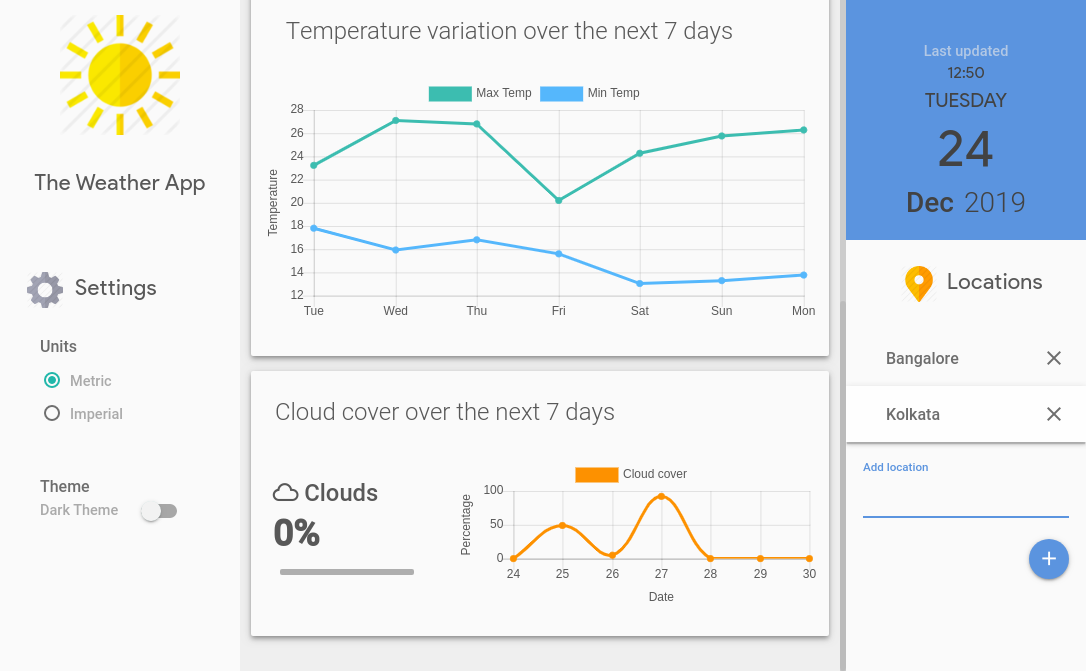 The Weather App
Settings
Units
Metric
Imperial
Theme
Dark Theme
Temperature variation over the next 7 days
Max Temp Min Temp
Temperature
28
26
24
22
20
18
16
14
12
Tue Wed Thu Fri Sat Sun Mon
Cloud cover over the next 7 days
Clouds
0%
Cloud cover
Percentage
100
50
0
24 25 26 27 28 29 30
Date
Last updated
12:50
TUESDAY
24
Dec 2019
Locations
Bangalore
Kolkata
Add location